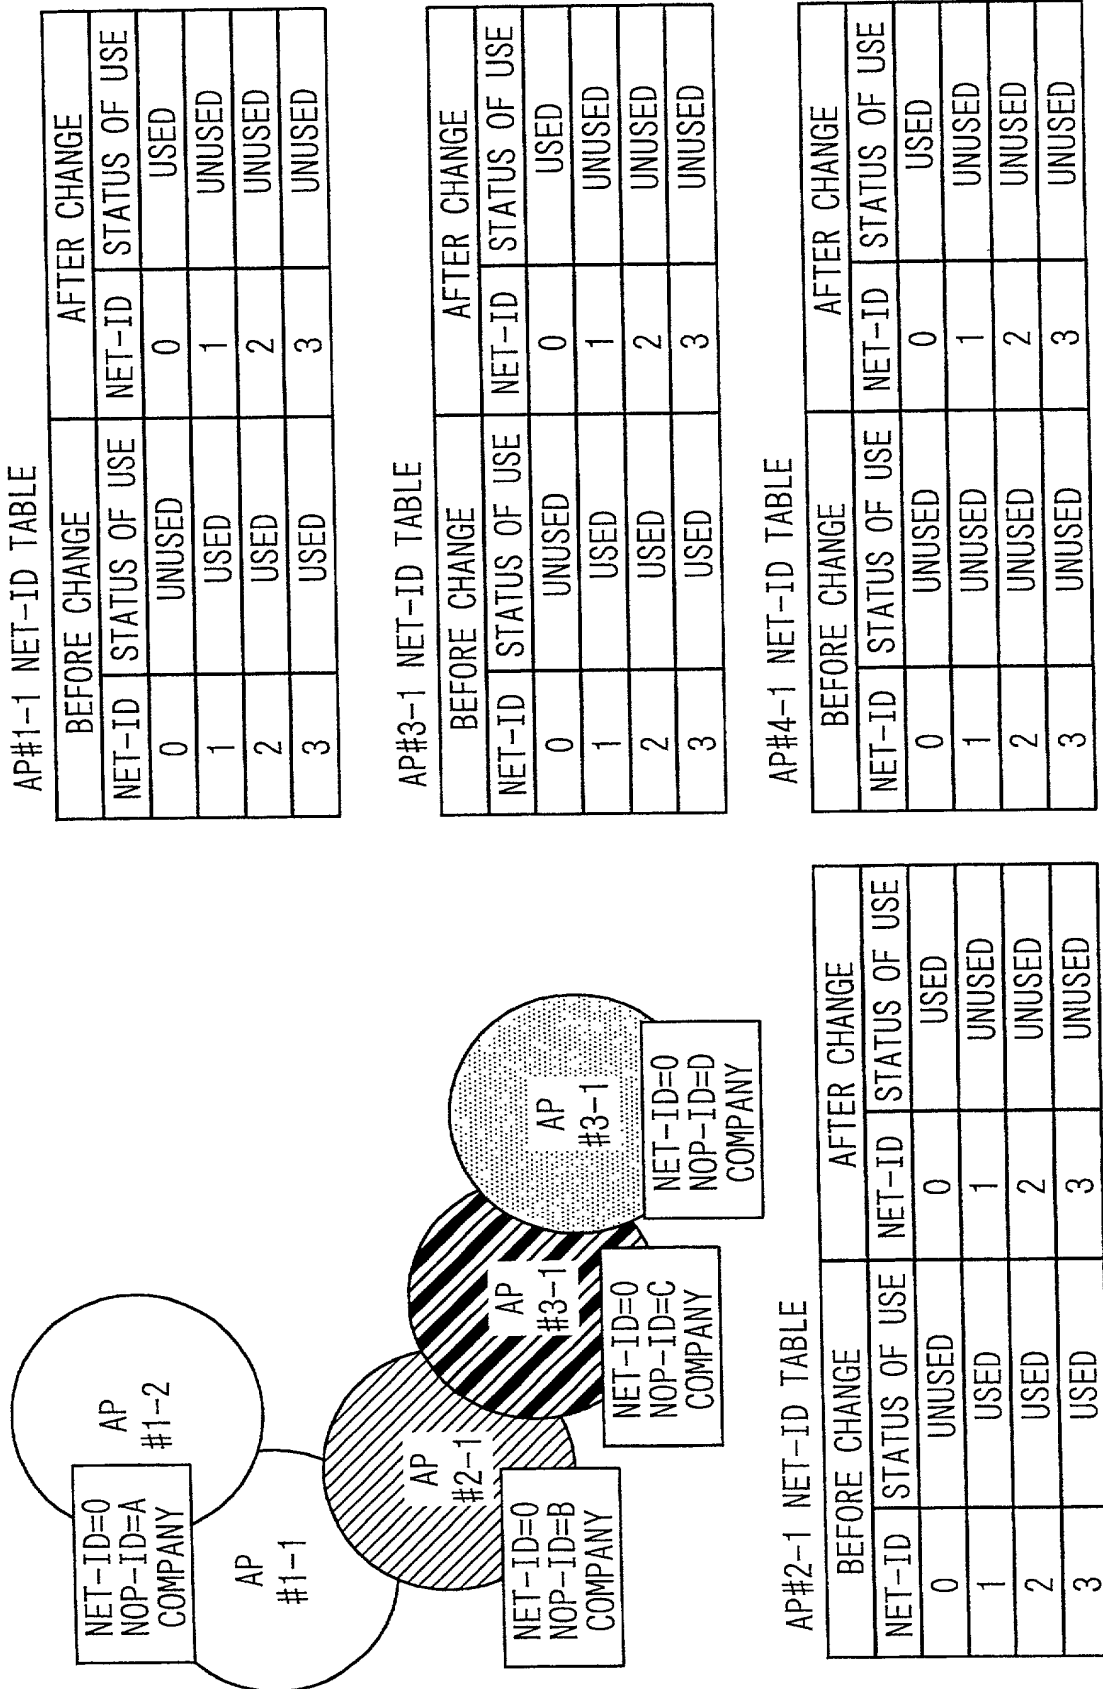 NET-ID=0
NOP-ID=A
COMPANY
AP
#1-2
AP
#1-1
AP
#2-1
NET-ID=0
NOP-ID=B
COMPANY
AP
#3-1
NET-ID=0
NOP-ID=C
COMPANY
AP
#3-1
NET-ID=0
NOP-ID=D
COMPANY
AP#1-1 NET-ID TABLE
BEFORE CHANGE AFTER CHANGE
NET-ID STATUS OF USE NET-ID STATUS OF USE
0 UNUSED 0 USED
1 USED 1 UNUSED
2 USED 2 UNUSED
3 USED 3 UNUSED
AP#3-1 NET-ID TABLE
BEFORE CHANGE AFTER CHANGE
NET-ID STATUS OF USE NET-ID STATUS OF USE
0 UNUSED 0 USED
1 USED 1 UNUSED
2 USED 2 UNUSED
3 USED 3 UNUSED
AP#2-1 NET-ID TABLE
BEFORE CHANGE AFTER CHANGE
NET-ID STATUS OF USE NET-ID STATUS OF USE
0 UNUSED 0 USED
1 USED 1 UNUSED
2 USED 2 UNUSED
3 USED 3 UNUSED
AP#4-1 NET-ID TABLE
BEFORE CHANGE AFTER CHANGE
NET-ID STATUS OF USE NET-ID STATUS OF USE
0 UNUSED 0 USED
1 UNUSED 1 UNUSED
2 UNUSED 2 UNUSED
3 UNUSED 3 UNUSED